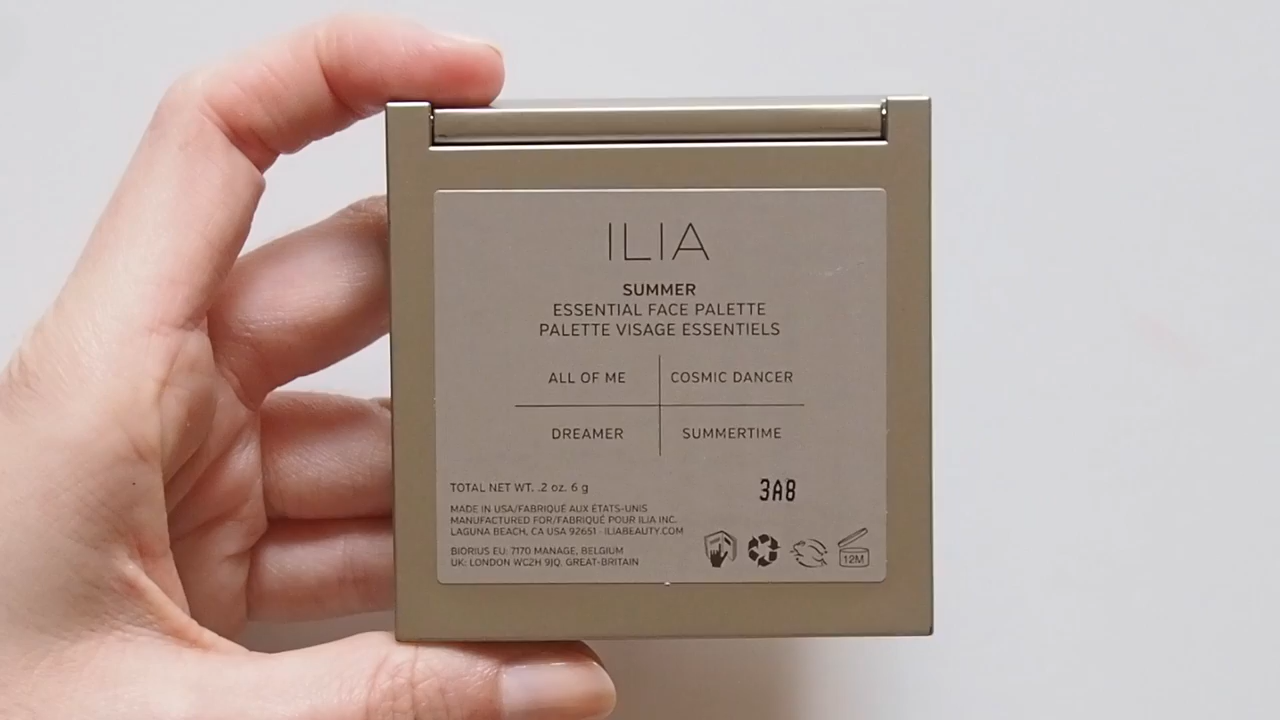 ILIA
SUMMER
ESSENTIAL FACE PALETTE
PALETTE VISAGE ESSENTIELS
ALL OF ME
COSMIC DANCER
DREAMER
SUMMERTIME
TOTAL NET WT. .2 oz. 6 g
3A8
MADE IN USA/FABRIQUÉ AUX ÉTATS-UNIS
MANUFACTURED FOR/FABRIQUÉ POUR ILIA INC.
LAGUNA BEACH, CA USA 92651 · ILIABEAUTY.COM
BIORIUS EU: 7170 MANAGE, BELGIUM
UK: LONDON WC2H 9JQ, GREAT-BRITAIN
12M